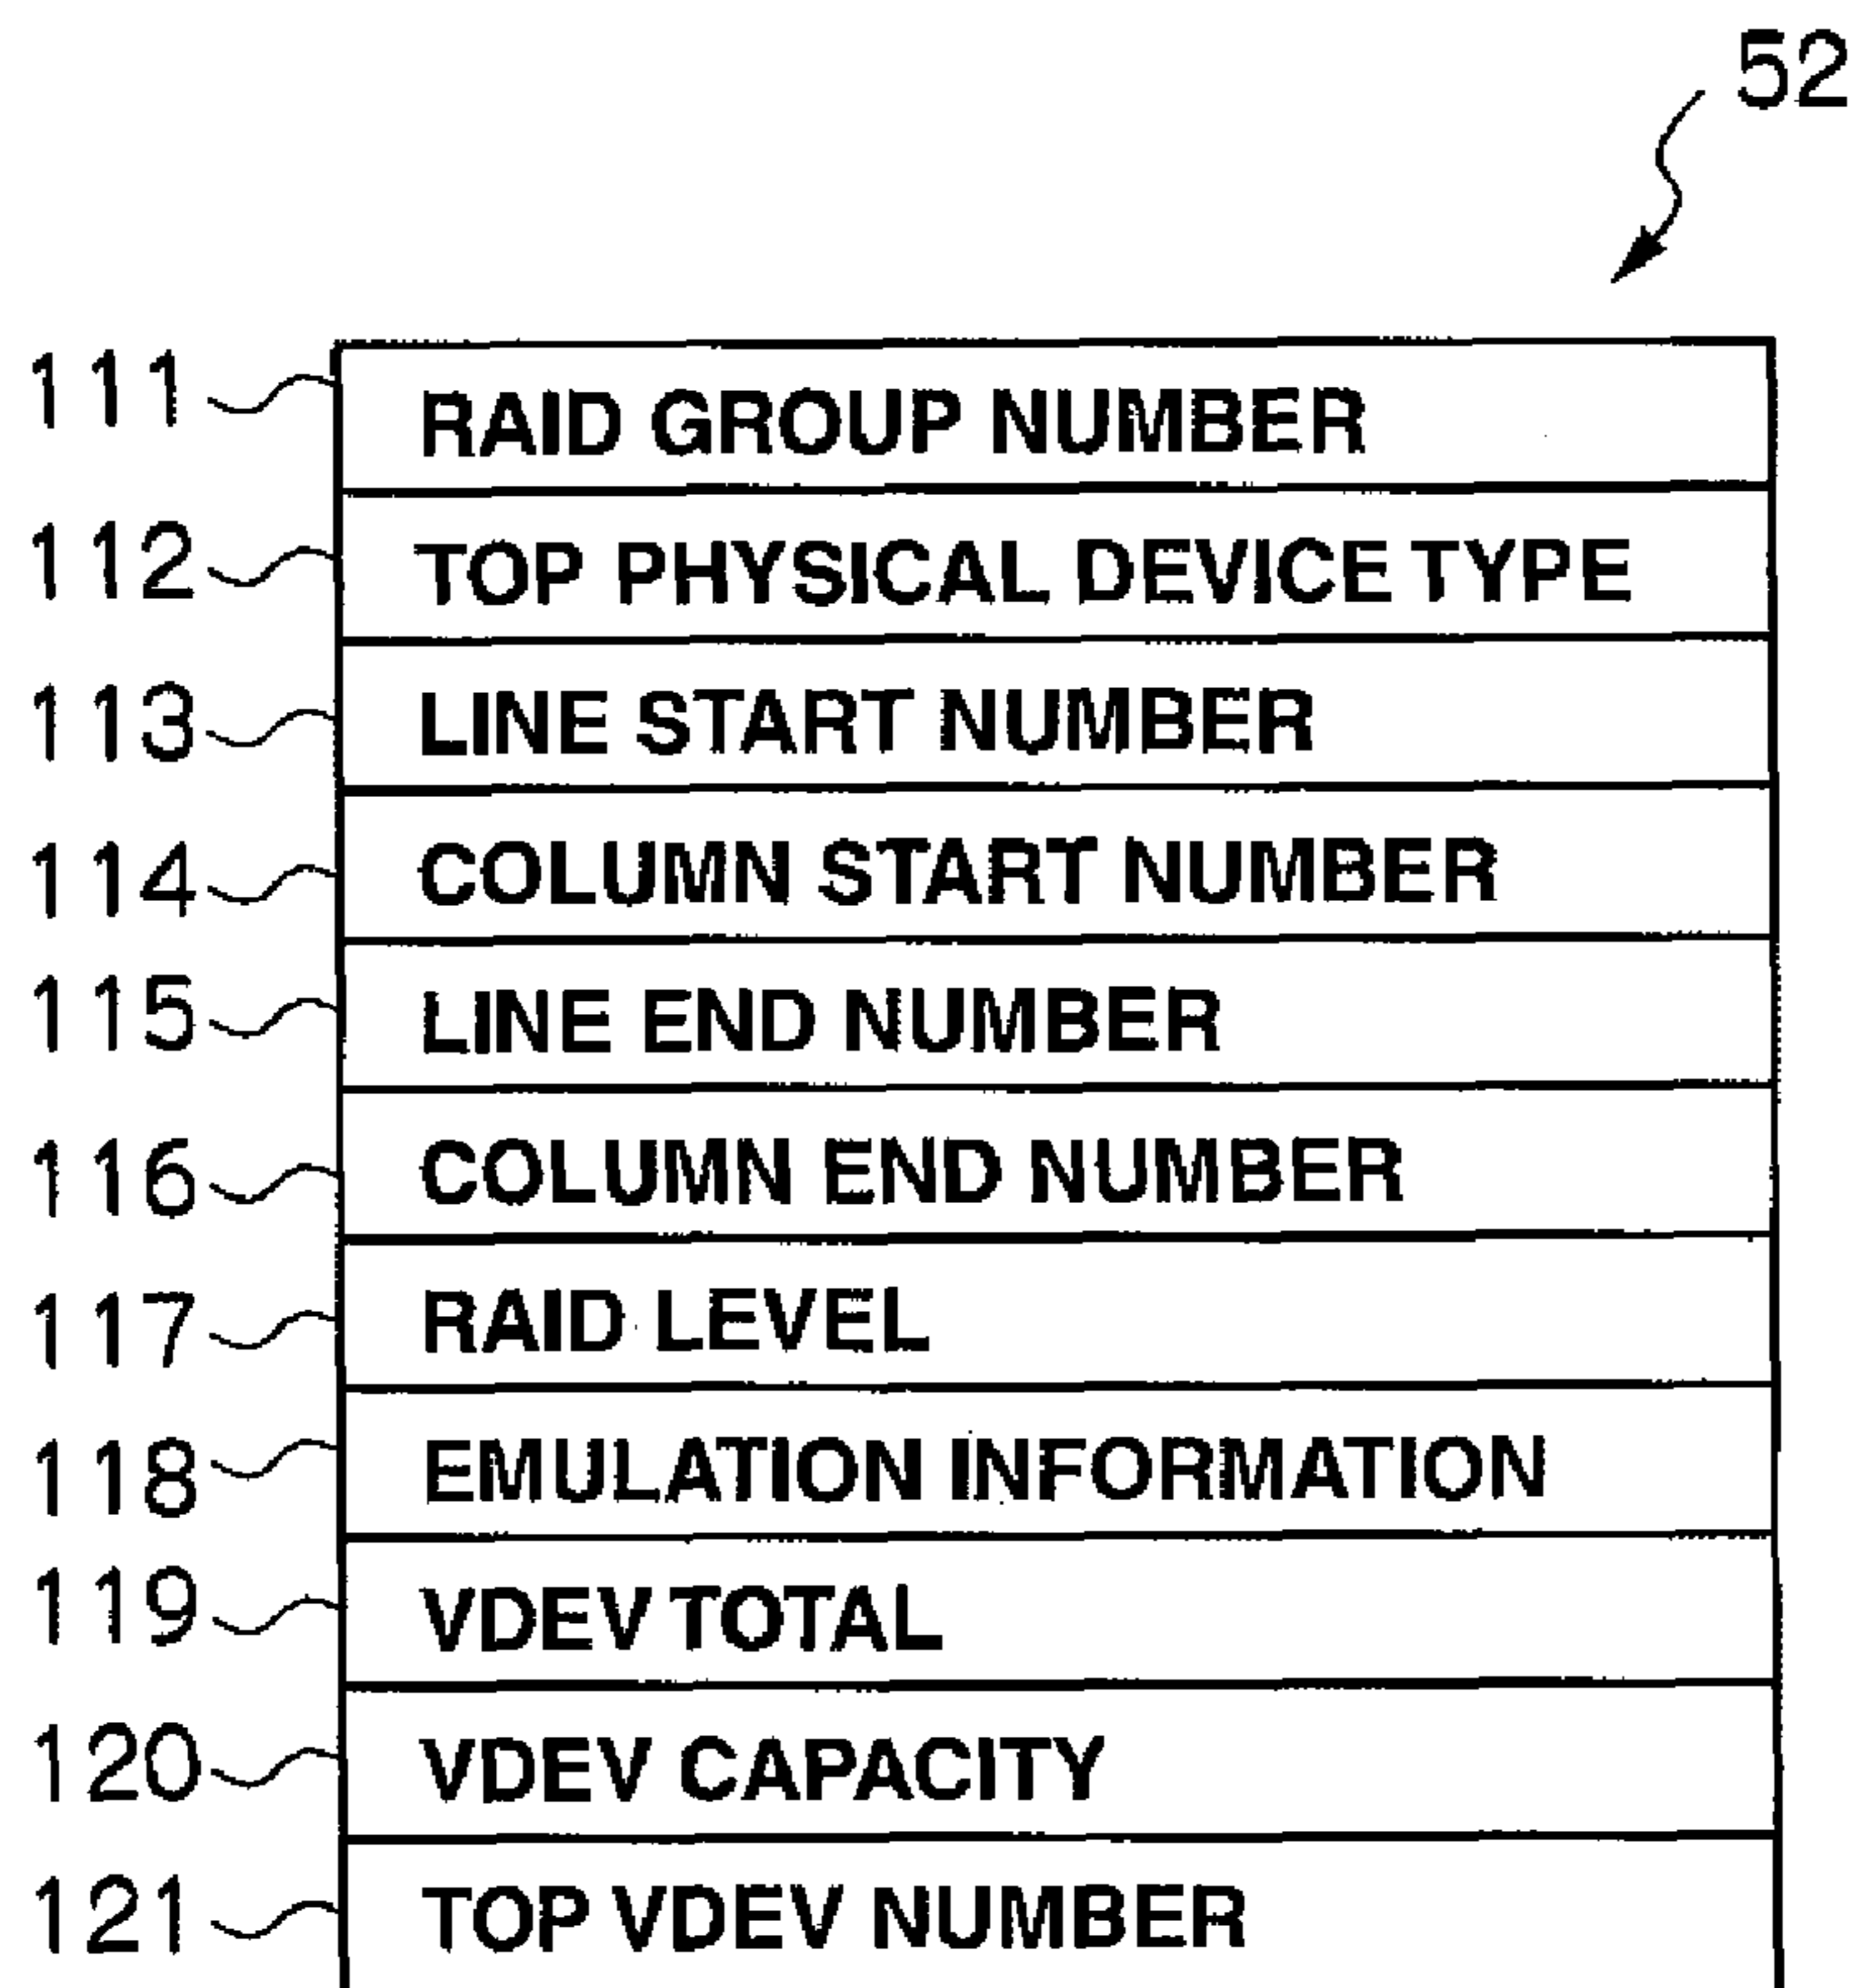 52
111 RAID GROUP NUMBER
112 TOP PHYSICAL DEVICE TYPE
113 LINE START NUMBER
114 COLUMN START NUMBER
115 LINE END NUMBER
116 COLUMN END NUMBER
117 RAID LEVEL
118 EMULATION INFORMATION
119 VDEV TOTAL
120 VDEV CAPACITY
121 TOP VDEV NUMBER